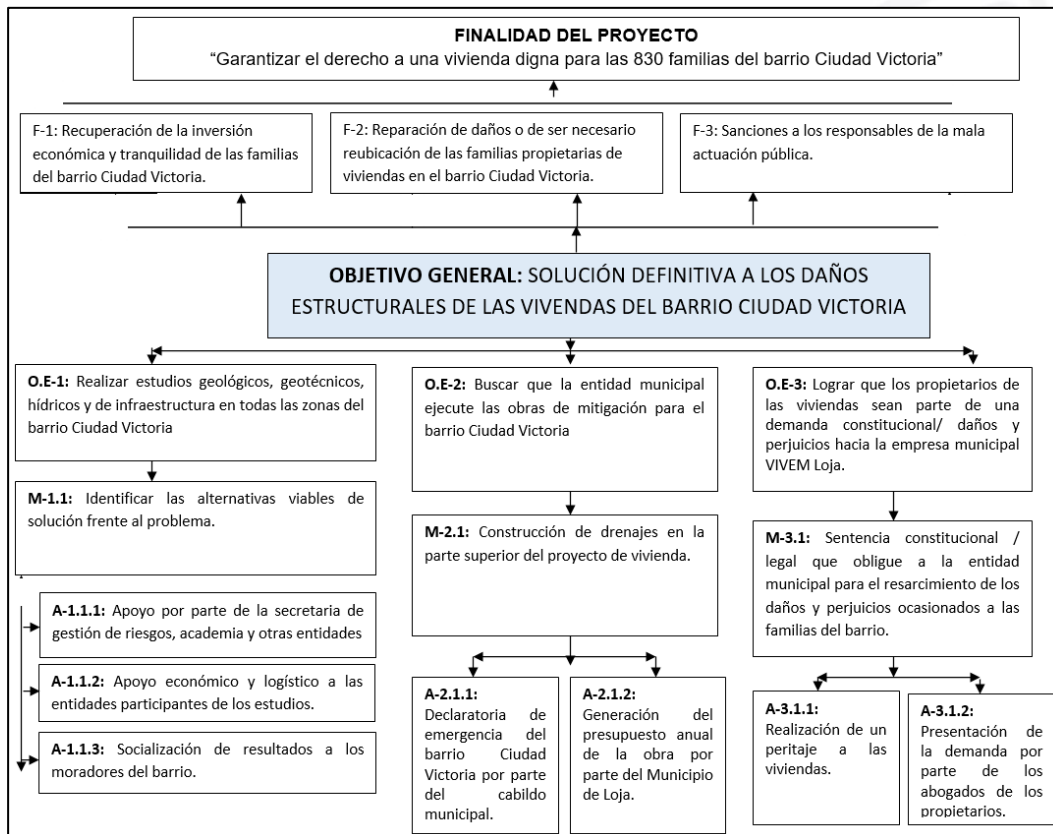 FINALIDAD DEL PROYECTO
“Garantizar el derecho a una vivienda digna para las 830 familias del barrio Ciudad Victoria”
F-1: Recuperación de la inversión
económica y tranquilidad de las familias
del barrio Ciudad Victoria.
F-2: Reparación de daños o de ser necesario
reubicación de las familias propietarias de
viviendas en el barrio Ciudad Victoria.
F-3: Sanciones a los responsables de la mala
actuación pública.
OBJETIVO GENERAL: SOLUCIÓN DEFINITIVA A LOS DAÑOS
ESTRUCTURALES DE LAS VIVENDAS DEL BARRIO CIUDAD VICTORIA
O.E-1: Realizar estudios geológicos, geotécnicos,
hídricos y de infraestructura en todas las zonas del
barrio Ciudad Victoria
O.E-2: Buscar que la entidad municipal
ejecute las obras de mitigación para el
barrio Ciudad Victoria
O.E-3: Lograr que los propietarios de
las viviendas sean parte de una
demanda constitucional/ daños y
perjuicios hacia la empresa municipal
VIVEM Loja.
M-1.1: Identificar las alternativas viables de
solución frente al problema.
M-2.1: Construcción de drenajes en la
parte superior del proyecto de vivienda.
M-3.1: Sentencia constitucional /
legal que obligue a la entidad
municipal para el resarcimiento de los
daños y perjuicios ocasionados a las
familias del barrio.
A-1.1.1: Apoyo por parte de la secretaria de
gestión de riesgos, academia y otras entidades
A-1.1.2: Apoyo económico y logístico a las
entidades participantes de los estudios.
A-1.1.3: Socialización de resultados a los
moradores del barrio.
A-2.1.1:
Declaratoria de
emergencia del
barrio Ciudad
Victoria por parte
del cabildo
municipal.
A-2.1.2:
Generación del
presupuesto anual
de la obra por
parte del Municipio
de Loja.
A-3.1.1:
Realización de un
peritaje a las
viviendas.
A-3.1.2:
Presentación de
la demanda por
parte de los
abogados de los
propietarios.